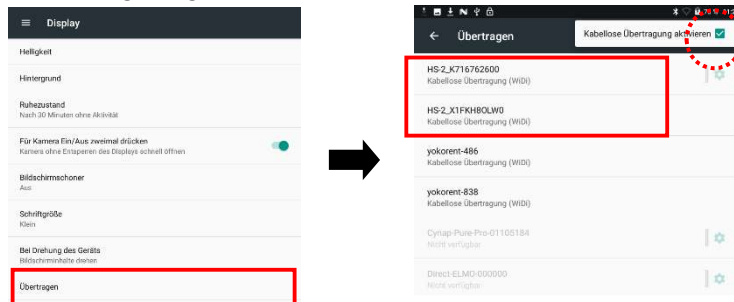 Display
Helligkeit
Hintergrund
Ruhezustand
Nach 30 Minuten ohne Aktivität
Für Kamera Ein/Aus zweimal drücken
Kamera ohne Entsperren des Displays schnell öffnen
Bildschirmschoner
Aus
Schriftgröße
Klein
Bei Drehung des Geräts
Bildschirminhalte drehen
Übertragen
Übertragen
Kabellose Übertragung aktivieren
HS-2_K716762600
Kabellose Übertragung (WiDi)
HS-2_X1FKH8OLW0
Kabellose Übertragung (WiDi)
yokorent-486
Kabellose Übertragung (WiDi)
yokorent-838
Kabellose Übertragung (WiDi)
Cynap-Pure-Pro-01105184
Nicht verfügbar
Direct-ELMO-000000
Nicht verfügbar